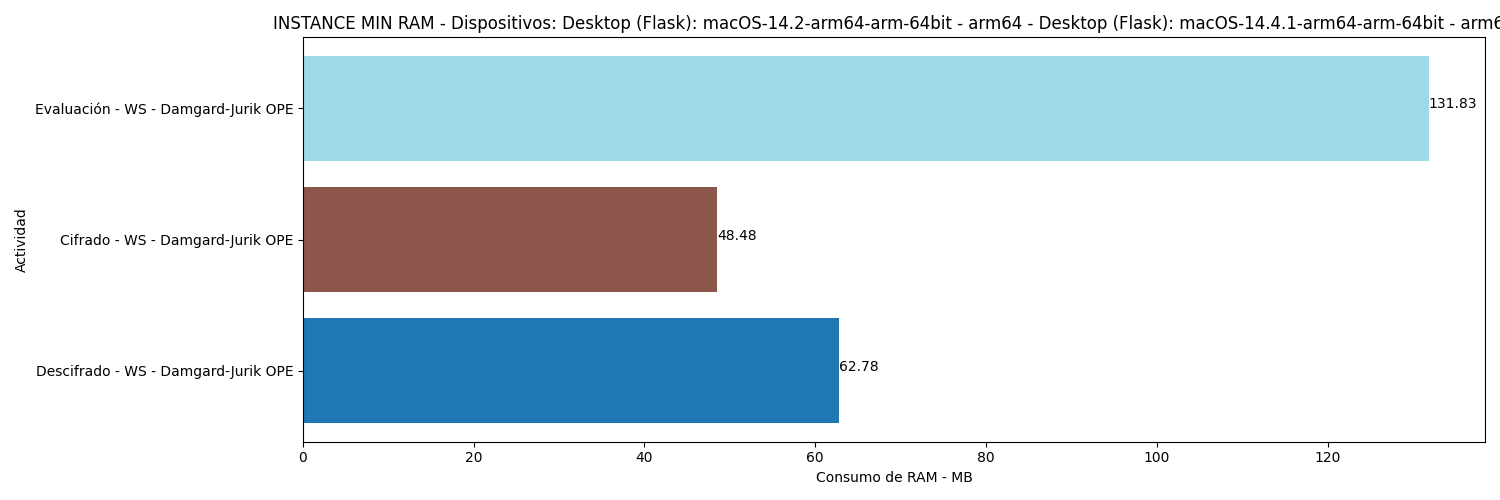 INSTANCE MIN RAM - Dispositivos: Desktop (Flask): macOS-14.2-arm64-arm-64bit - arm64 - Desktop (Flask): macOS-14.4.1-arm64-arm-64bit - arm6
Evaluación - WS - Damgard-Jurik OPE
131.83
Cifrado - WS - Damgard-Jurik OPE
48.48
Descifrado - WS - Damgard-Jurik OPE
62.78
Actividad
0 20 40 60 80 100 120
Consumo de RAM - MB